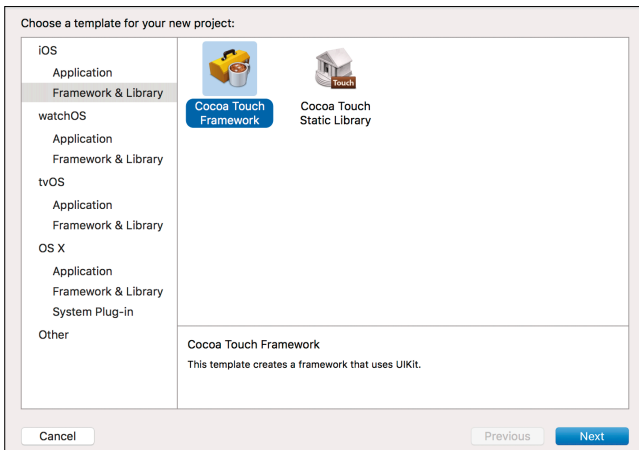 Choose a template for your new project:
iOS
Application
Framework & Library
watchOS
Application
Framework & Library
tvOS
Application
Framework & Library
OS X
Application
Framework & Library
System Plug-in
Other
Cocoa Touch
Framework
Touch
Cocoa Touch
Static Library
Cocoa Touch Framework
This template creates a framework that uses UIKit.
Cancel
Previous
Next